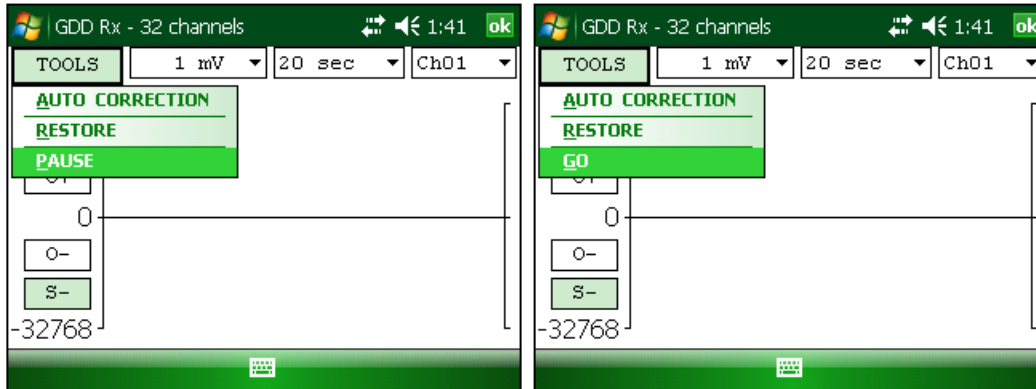 GDD Rx - 32 channels 1:41 ok
TOOLS 1 mV 20 sec Ch01
AUTO CORRECTION
RESTORE
PAUSE
0
O-
S-
-32768
GDD Rx - 32 channels 1:41 ok
TOOLS 1 mV 20 sec Ch01
AUTO CORRECTION
RESTORE
GO
0
O-
S-
-32768